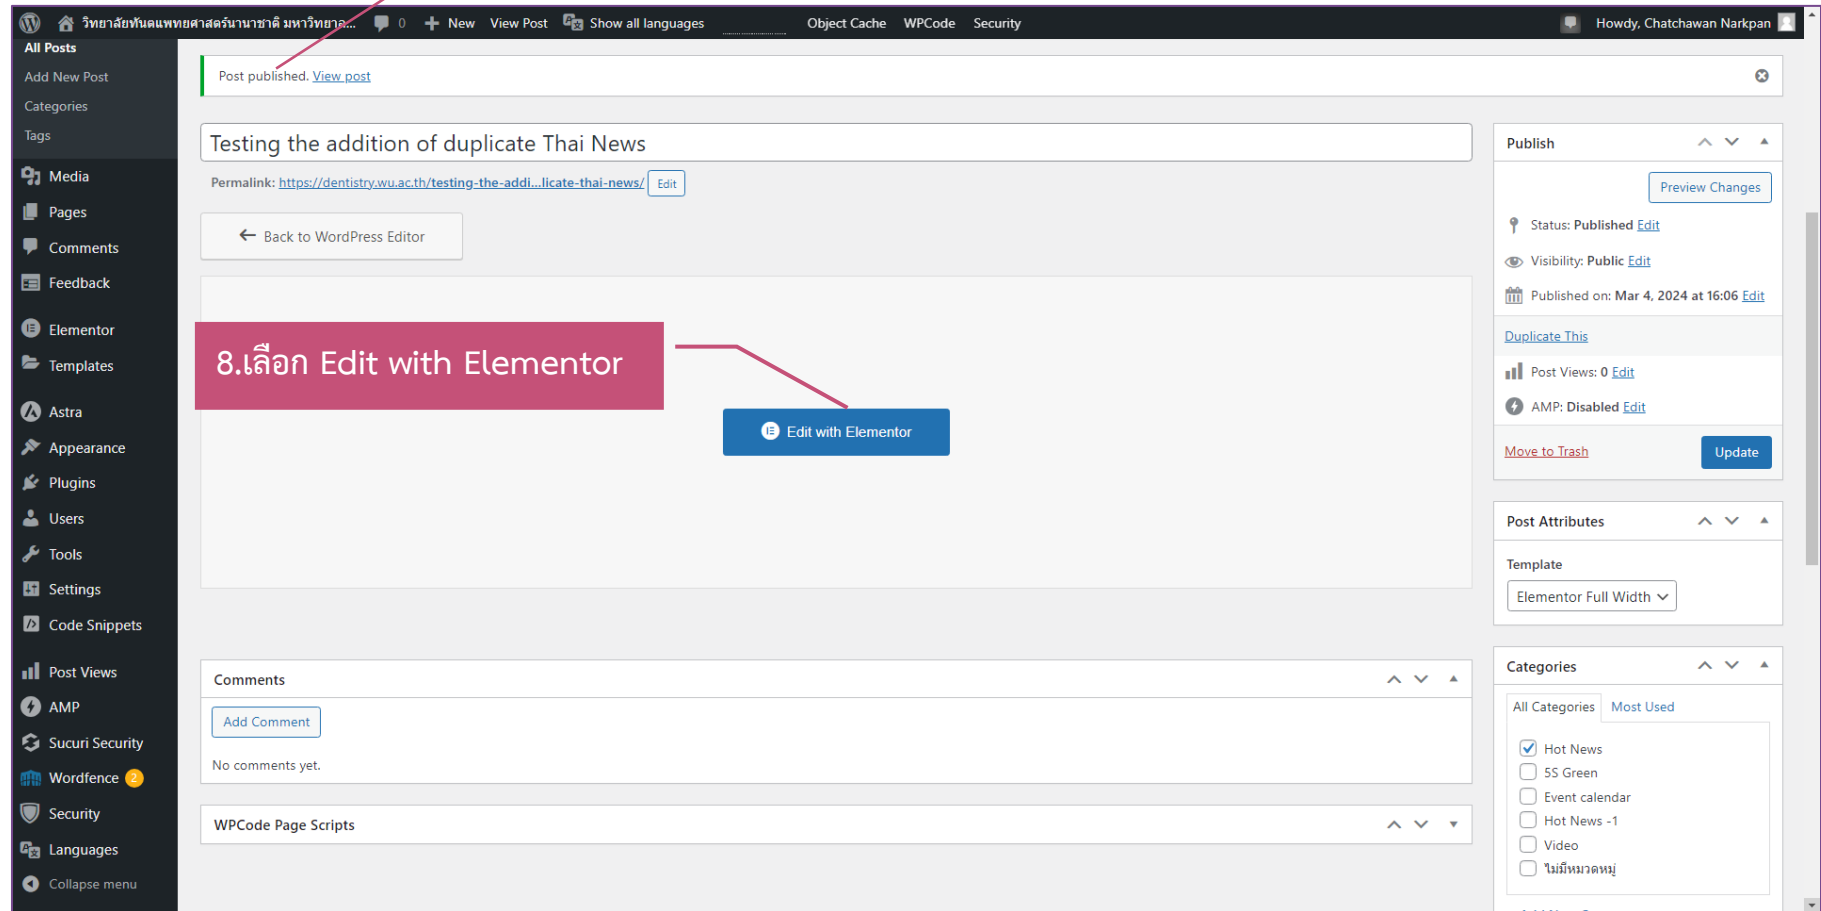 วิทยาลัยทันตแพทยศาสตร์นานาชาติ มหาวิทยาล... 0 New View Post Show all languages Object Cache WPCode Security Howdy, Chatchawan Narkpan
All Posts
Add New Post
Categories
Tags
Media
Pages
Comments
Feedback
Elementor
Templates
Astra
Appearance
Plugins
Users
Tools
Settings
Code Snippets
Post Views
AMP
Sucuri Security
Wordfence 2
Security
Languages
Collapse menu
Post published. View post
Testing the addition of duplicate Thai News
Permalink: https://dentistry.wu.ac.th/testing-the-addi...licate-thai-news/ Edit
← Back to WordPress Editor
8.เลือก Edit with Elementor
Edit with Elementor
Comments
Add Comment
No comments yet.
WPCode Page Scripts
Publish
Preview Changes
Status: Published Edit
Visibility: Public Edit
Published on: Mar 4, 2024 at 16:06 Edit
Duplicate This
Post Views: 0 Edit
AMP: Disabled Edit
Move to Trash Update
Post Attributes
Template
Elementor Full Width
Categories
All Categories Most Used
Hot News
5S Green
Event calendar
Hot News -1
Video
ไม่มีหมวดหมู่